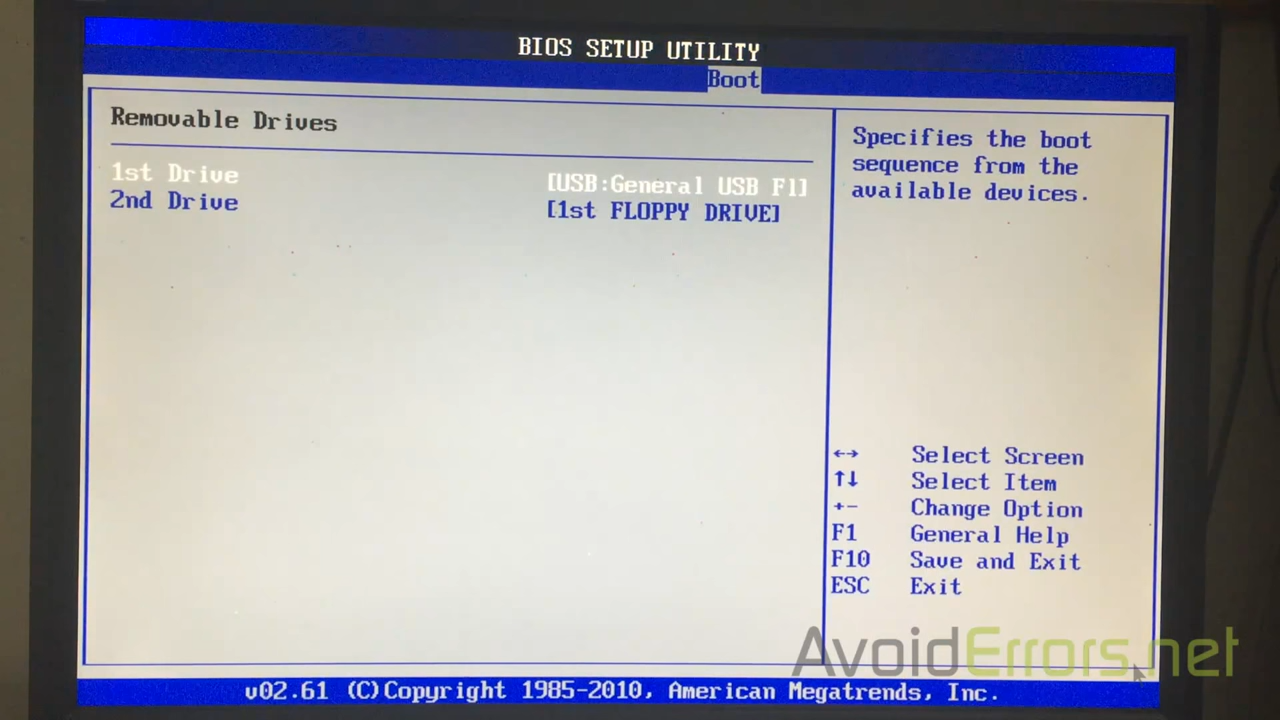 BIOS SETUP UTILITY
Boot
Removable Drives
1st Drive [USB:General USB Fl]
2nd Drive [1st FLOPPY DRIVE]
Specifies the boot
sequence from the
available devices.
↔ Select Screen
↑↓ Select Item
+- Change Option
F1 General Help
F10 Save and Exit
ESC Exit
AvoidErrors.net
v02.61 (C)Copyright 1985-2010, American Megatrends, Inc.